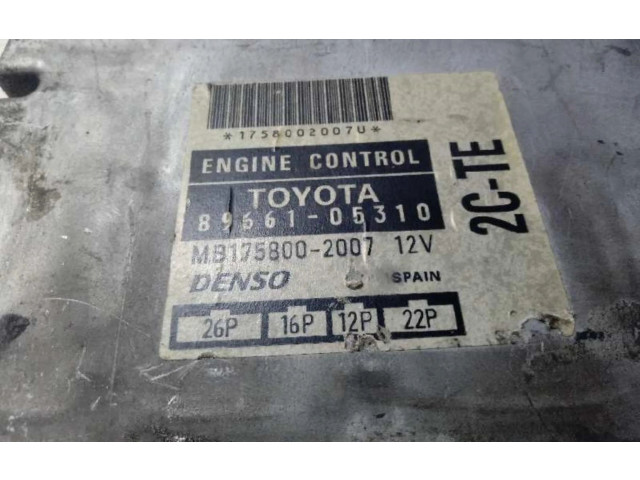 *1758002007U*
ENGINE CONTROL
TOYOTA
89661-05310
MB175800-2007 12V
DENSO SPAIN
26P 16P 12P 22P
2C-TE